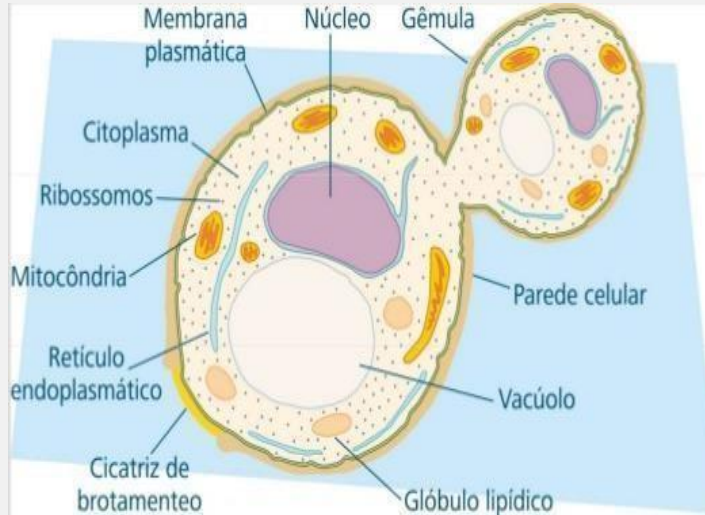 Membrana
plasmática
Núcleo
Gêmula
Citoplasma
Ribossomos
Mitocôndria
Parede celular
Retículo
endoplasmático
Vacúolo
Cicatriz de
brotamenteo
Glóbulo lipídico